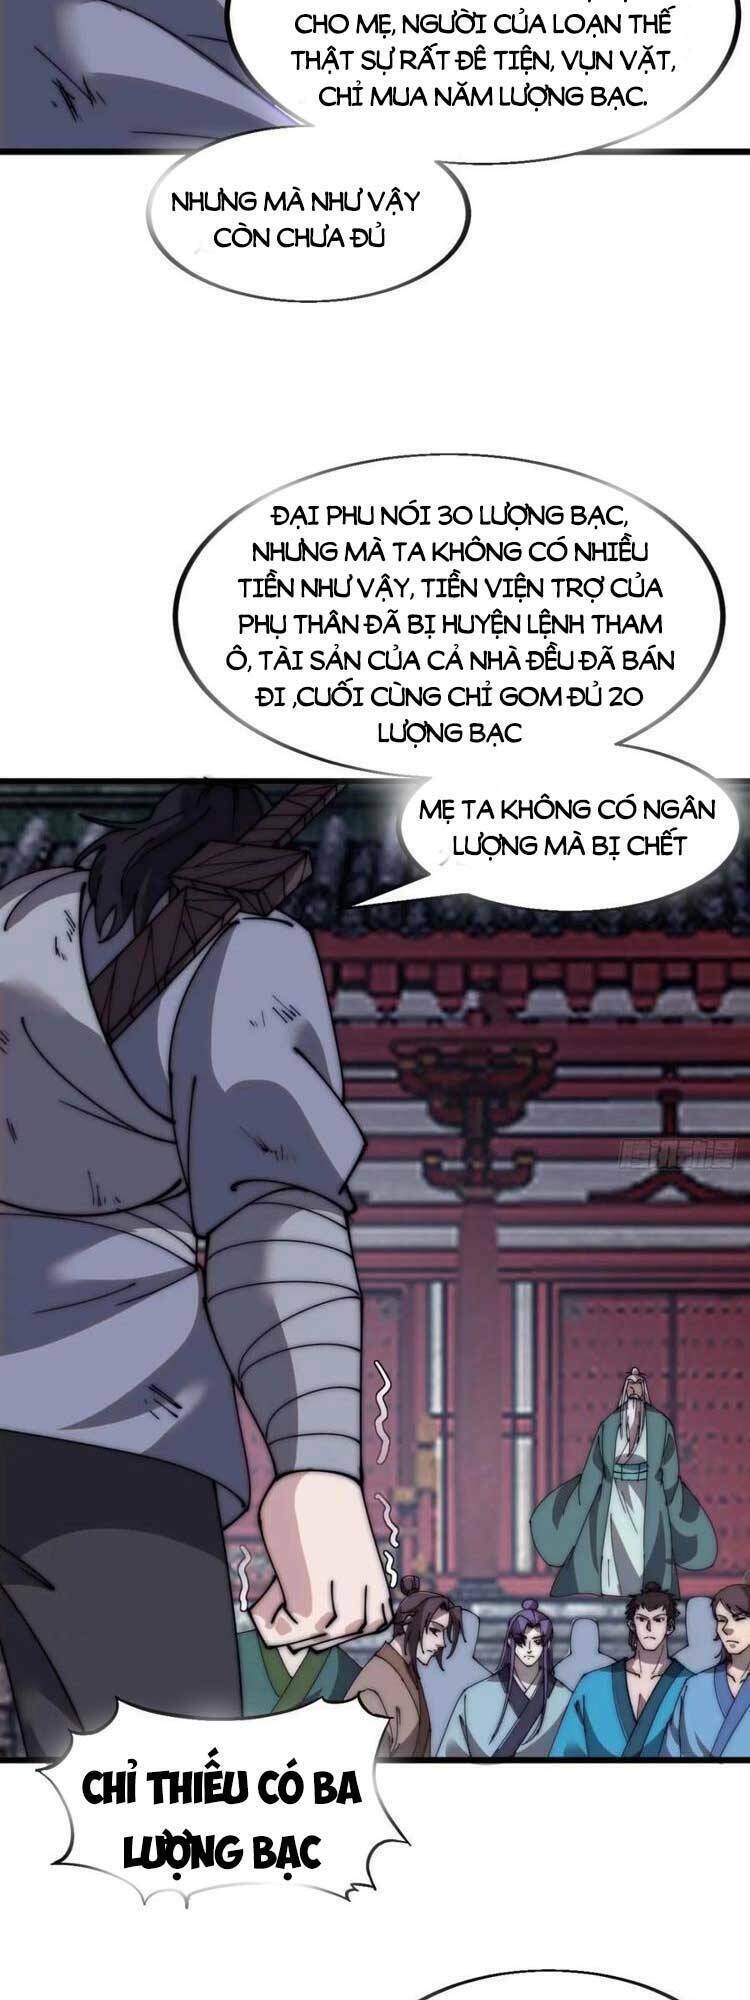 CHO MẸ, NGƯỜI CỦA LOẠN THẾ
THẬT SỰ RẤT ĐÊ TIỆN, VỤN VẶT,
CHỈ MUA NĂM LƯỢNG BẠC.
NHƯNG MÀ NHƯ VẬY
CÒN CHƯA ĐỦ
ĐẠI PHU NÓI 30 LƯỢNG BẠC,
NHƯNG MÀ TA KHÔNG CÓ NHIỀU
TIỀN NHƯ VẬY, TIỀN VIỆN TRỢ CỦA
PHỤ THÂN ĐÃ BỊ HUYỆN LỆNH THAM
Ô, TÀI SẢN CỦA CẢ NHÀ ĐỀU ĐÃ BÁN
ĐI ,CUỐI CÙNG CHỈ GOM ĐỦ 20
LƯỢNG BẠC
MẸ TA KHÔNG CÓ NGÂN
LƯỢNG MÀ BỊ CHẾT
CHỈ THIẾU CÓ BA
LƯỢNG BẠC